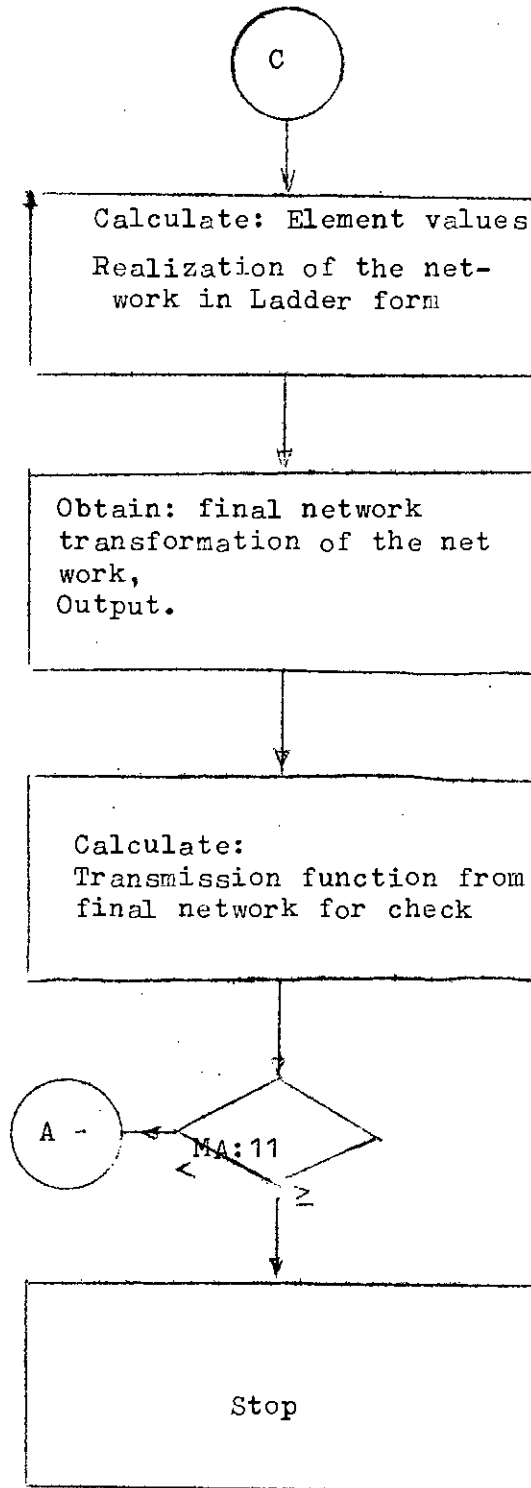 C
Calculate: Element values
Realization of the net-
work in Ladder form
Obtain: final network
transformation of the net
work,
Output.
Calculate:
Transmission function from
final network for check
A -
MA:11
<
≥
Stop